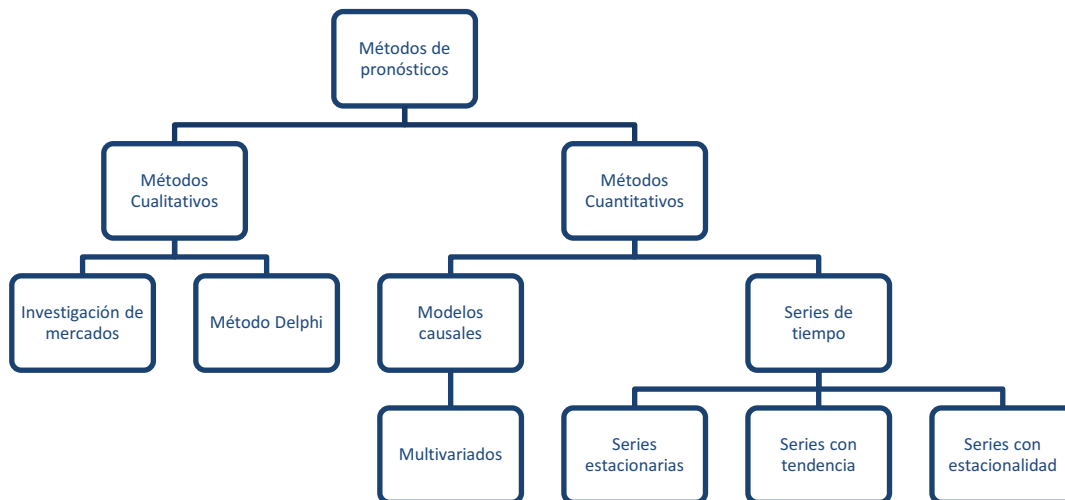 Métodos de
pronósticos
Métodos
Cualitativos
Métodos
Cuantitativos
Investigación de
mercados
Método Delphi
Modelos
causales
Series de
tiempo
Multivariados
Series
estacionarias
Series con
tendencia
Series con
estacionalidad